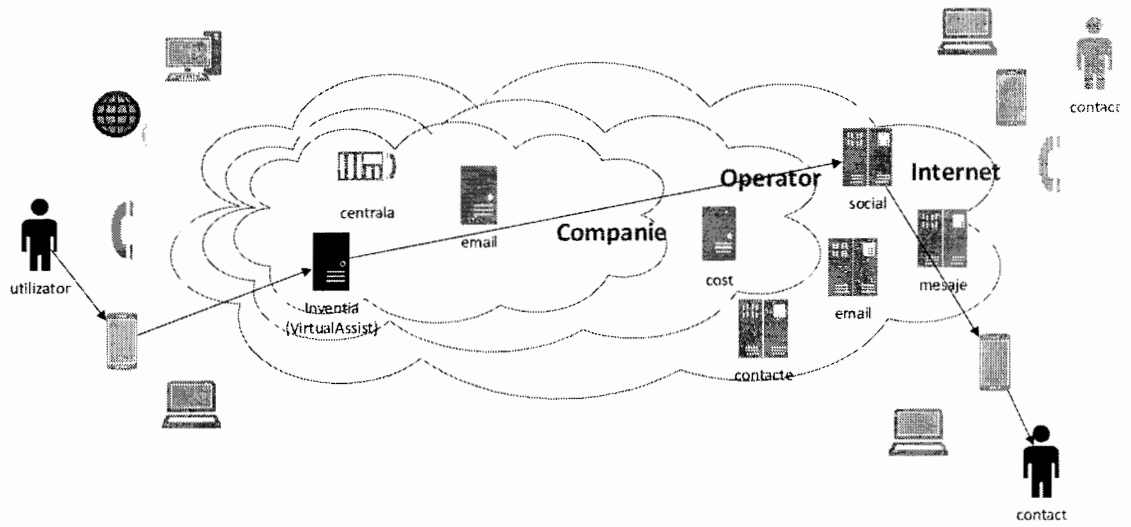 contact
Operator
Internet
centrala
social
email
Companie
utilizator
cost
mesaje
Inventia
(VirtualAssist)
email
contacte
contact